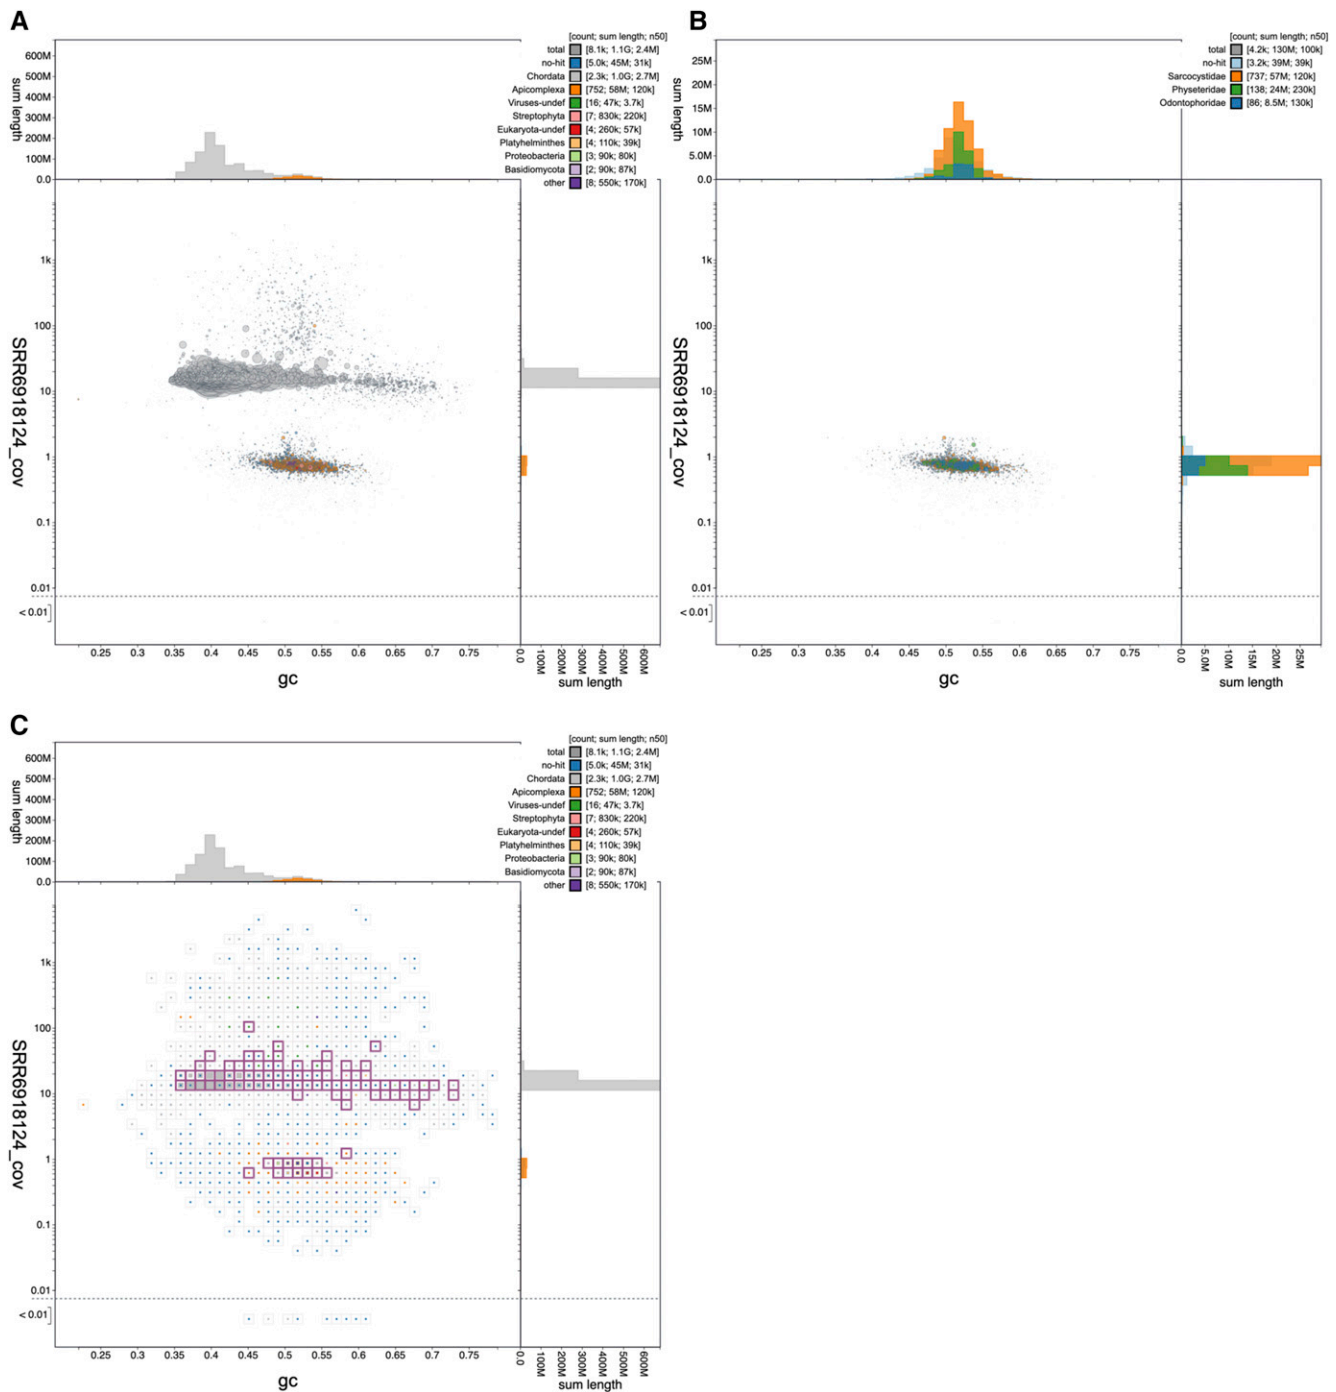 A
[count; sum length; n50]
total [8.1k; 1.1G; 2.4M]
no-hit [5.0k; 45M; 31k]
Chordata [2.3k; 1.0G; 2.7M]
Apicomplexa [752; 58M; 120k]
Viruses-undef [16; 47k; 3.7k]
Streptophyta [7; 830k; 220k]
Eukaryota-undef [4; 260k; 57k]
Platyhelminthes [4; 110k; 39k]
Proteobacteria [3; 90k; 80k]
Basidiomycota [2; 90k; 87k]
other [8; 550k; 170k]
sum length
600M
500M
400M
300M
200M
100M
0.0
SRR6918124_cov
1k
100
10
1
0.1
0.01
< 0.01
0.25 0.3 0.35 0.4 0.45 0.5 0.55 0.6 0.65 0.7 0.75
gc
0.0 100M 200M 300M 400M 500M 600M
sum length
B
[count; sum length; n50]
total [4.2k; 130M; 100k]
no-hit [3.2k; 39M; 39k]
Sarcocystidae [737; 57M; 120k]
Physeteridae [138; 24M; 230k]
Odontophoridae [86; 8.5M; 130k]
sum length
25M
20M
15M
10M
5.0M
0.0
SRR6918124_cov
1k
100
10
1
0.1
0.01
< 0.01
0.25 0.3 0.35 0.4 0.45 0.5 0.55 0.6 0.65 0.7 0.75
gc
0.0 5.0M 10M 15M 20M 25M
sum length
C
[count; sum length; n50]
total [8.1k; 1.1G; 2.4M]
no-hit [5.0k; 45M; 31k]
Chordata [2.3k; 1.0G; 2.7M]
Apicomplexa [752; 58M; 120k]
Viruses-undef [16; 47k; 3.7k]
Streptophyta [7; 830k; 220k]
Eukaryota-undef [4; 260k; 57k]
Platyhelminthes [4; 110k; 39k]
Proteobacteria [3; 90k; 80k]
Basidiomycota [2; 90k; 87k]
other [8; 550k; 170k]
sum length
600M
500M
400M
300M
200M
100M
0.0
SRR6918124_cov
1k
100
10
1
0.1
0.01
< 0.01
0.25 0.3 0.35 0.4 0.45 0.5 0.55 0.6 0.65 0.7 0.75
gc
0.0 100M 200M 300M 400M 500M 600M
sum length